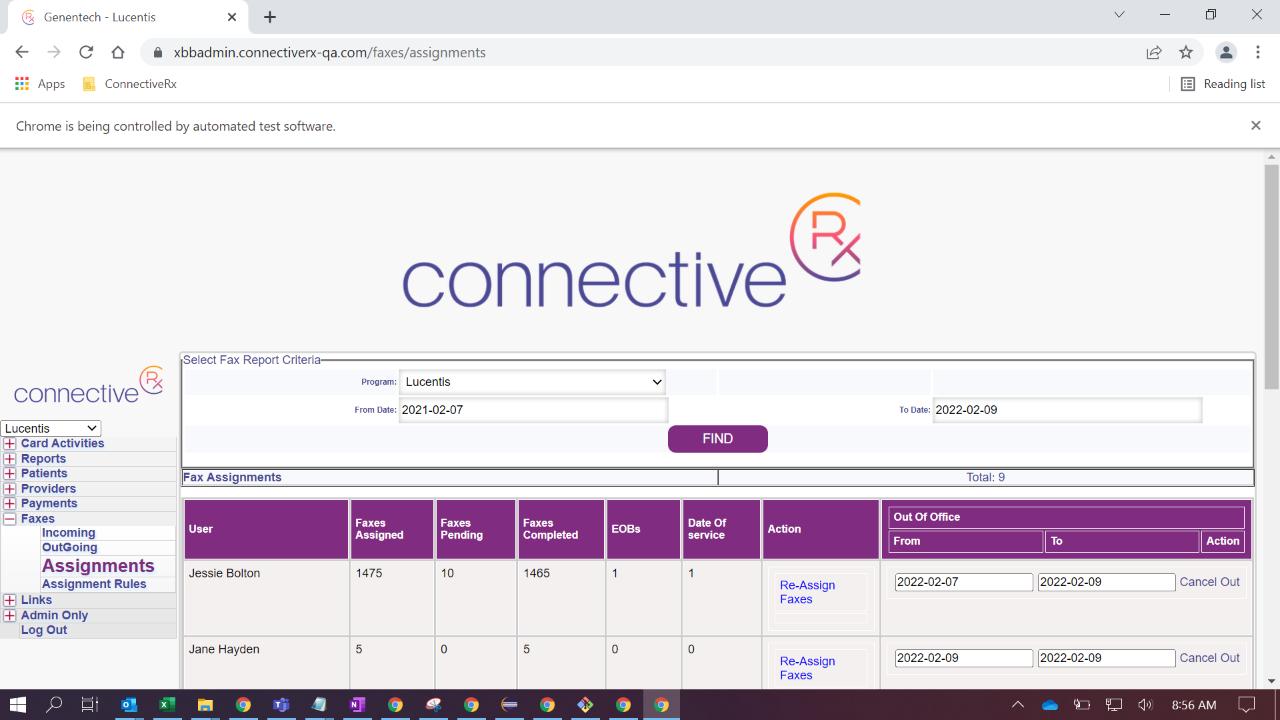 Genentech - Lucentis
xbbadmin.connectiverx-qa.com/faxes/assignments
Apps
ConnectiveRx
Reading list
Chrome is being controlled by automated test software.
connective Rx
connective Rx
Lucentis
Card Activities
Reports
Patients
Providers
Payments
Faxes
Incoming
OutGoing
Assignments
Assignment Rules
Links
Admin Only
Log Out
Select Fax Report Criteria
Program: Lucentis
From Date: 2021-02-07 To Date: 2022-02-09
FIND
Fax Assignments Total: 9
User Faxes Assigned Faxes Pending Faxes Completed EOBs Date Of service Action Out Of Office From To Action
Jessie Bolton 1475 10 1465 1 1 Re-Assign Faxes 2022-02-07 2022-02-09 Cancel Out
Jane Hayden 5 0 5 0 0 Re-Assign Faxes 2022-02-09 2022-02-09 Cancel Out
8:56 AM